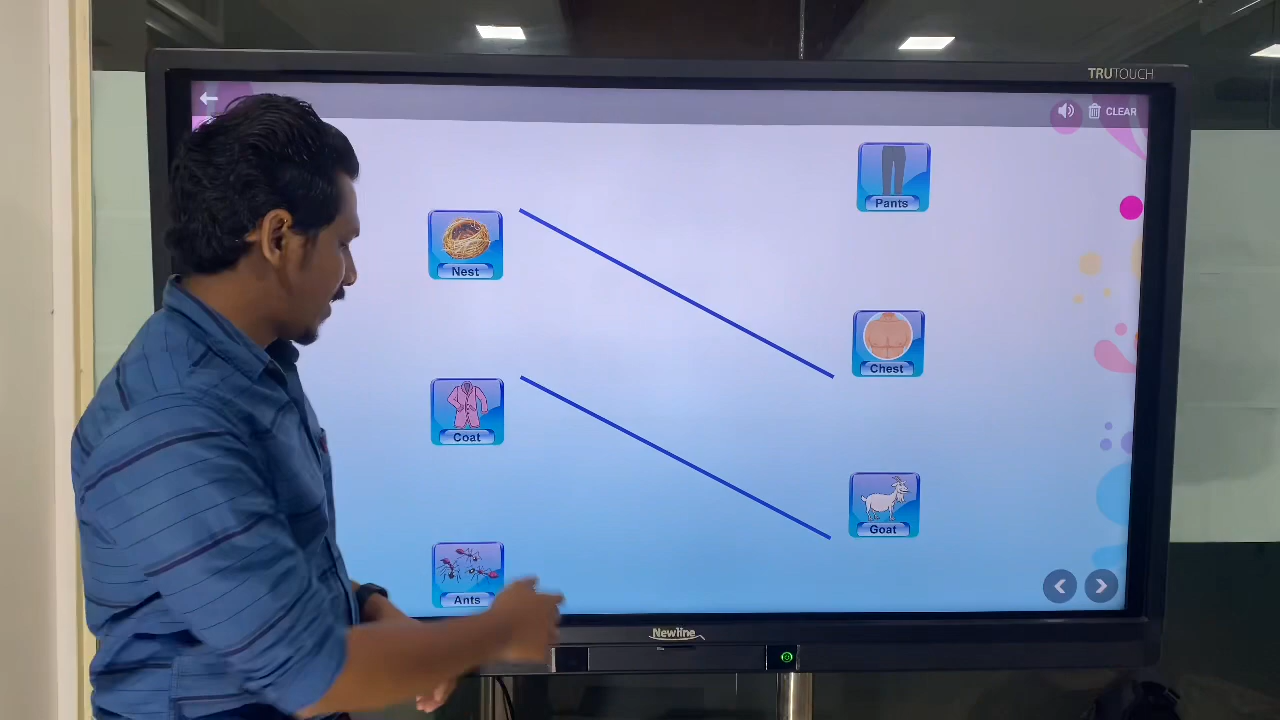 TRUTOUCH
CLEAR
Pants
Nest
Chest
Coat
Goat
Ants
Newline